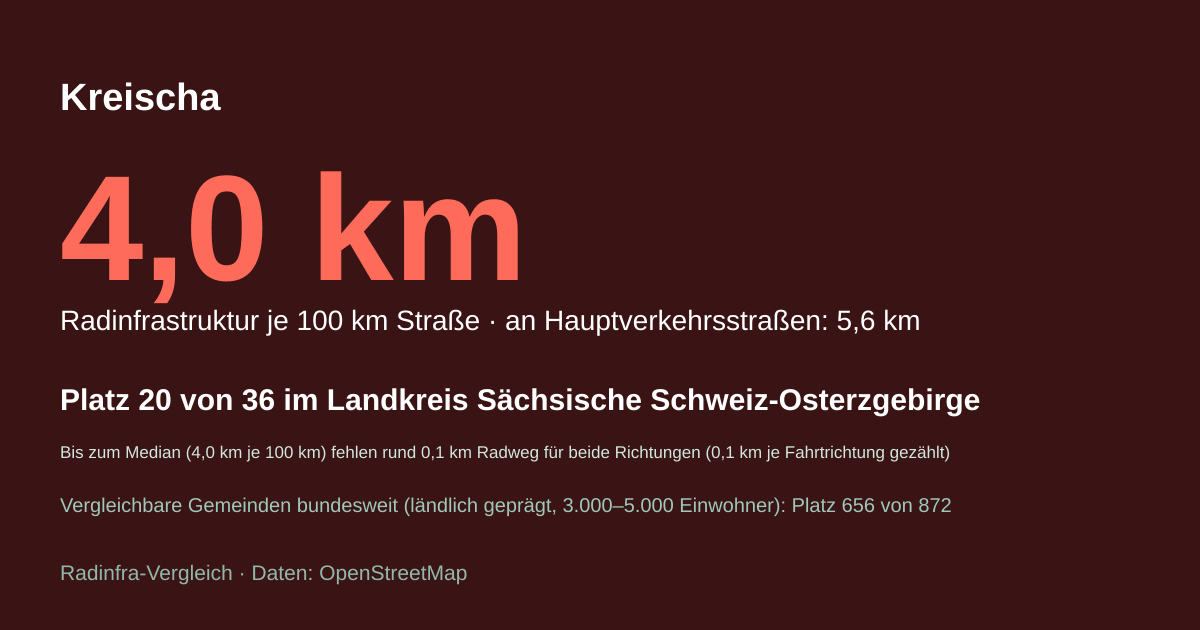 Kreischa
4,0 km
Radinfrastruktur je 100 km Straße · an Hauptverkehrsstraßen: 5,6 km
Platz 20 von 36 im Landkreis Sächsische Schweiz-Osterzgebirge
Bis zum Median (4,0 km je 100 km) fehlen rund 0,1 km Radweg für beide Richtungen (0,1 km je Fahrtrichtung gezählt)
Vergleichbare Gemeinden bundesweit (ländlich geprägt, 3.000–5.000 Einwohner): Platz 656 von 872
Radinfra-Vergleich · Daten: OpenStreetMap